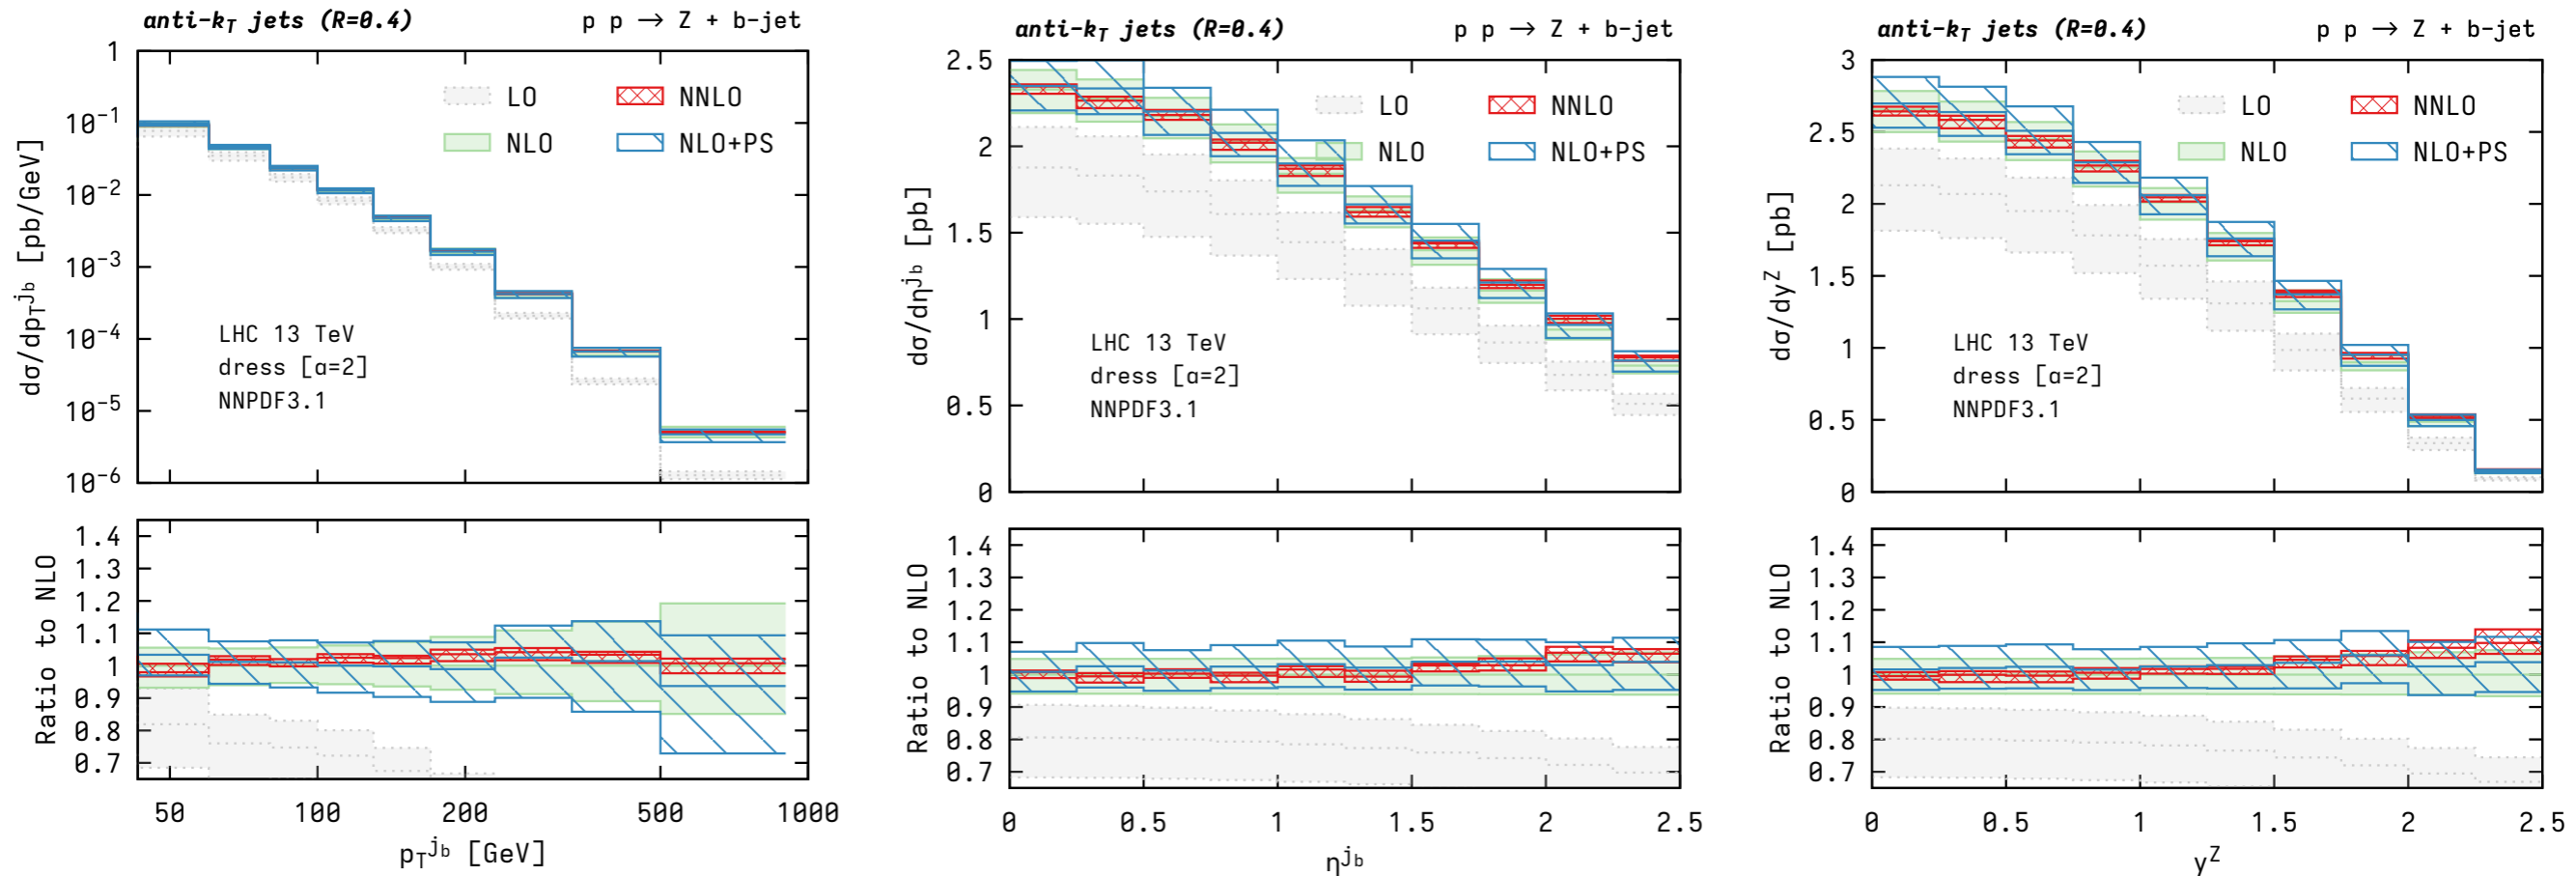 anti-kT jets (R=0.4) p p → Z + b-jet
1
10⁻¹
10⁻²
10⁻³
10⁻⁴
10⁻⁵
10⁻⁶
dσ/dpT^jb [pb/GeV]
LO NNLO
NLO NLO+PS
LHC 13 TeV
dress [α=2]
NNPDF3.1
Ratio to NLO
1.4
1.3
1.2
1.1
1
0.9
0.8
0.7
50 100 200 500 1000
pT^jb [GeV]
anti-kT jets (R=0.4) p p → Z + b-jet
2.5
2
1.5
1
0.5
0
dσ/dη^jb [pb]
LO NNLO
NLO NLO+PS
LHC 13 TeV
dress [α=2]
NNPDF3.1
Ratio to NLO
1.4
1.3
1.2
1.1
1
0.9
0.8
0.7
0 0.5 1 1.5 2 2.5
η^jb
anti-kT jets (R=0.4) p p → Z + b-jet
3
2.5
2
1.5
1
0.5
0
dσ/dy^Z [pb]
LO NNLO
NLO NLO+PS
LHC 13 TeV
dress [α=2]
NNPDF3.1
Ratio to NLO
1.4
1.3
1.2
1.1
1
0.9
0.8
0.7
0 0.5 1 1.5 2 2.5
y^Z